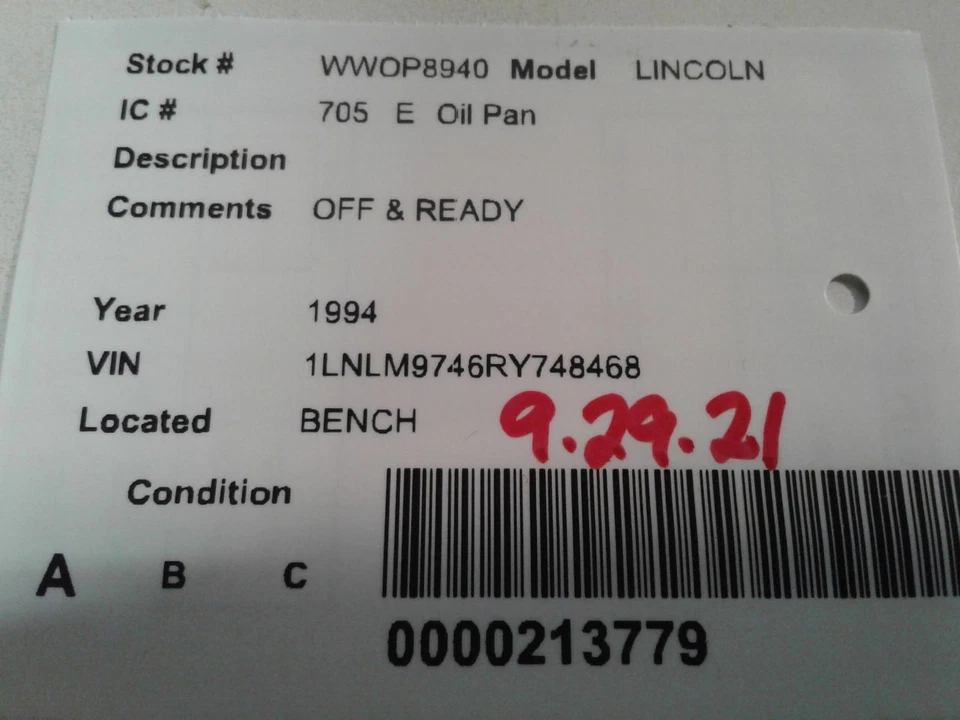 Stock # WWOP8940 Model LINCOLN
IC # 705 E Oil Pan
Description
Comments OFF & READY
Year 1994
VIN 1LNLM9746RY748468
Located BENCH 9.29.21
Condition
A B C
0000213779